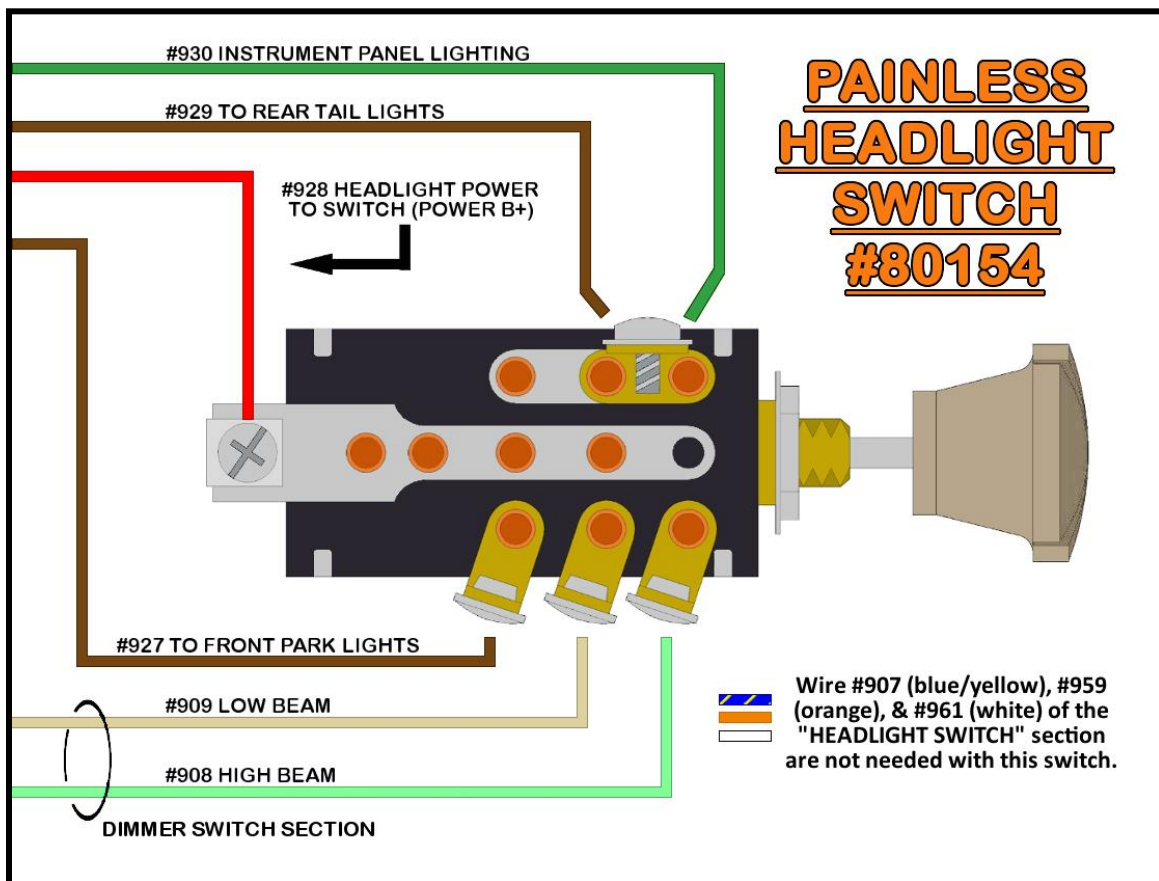 #930 INSTRUMENT PANEL LIGHTING
PAINLESS
HEADLIGHT
SWITCH
#80154
#929 TO REAR TAIL LIGHTS
#928 HEADLIGHT POWER
TO SWITCH (POWER B+)
#927 TO FRONT PARK LIGHTS
#909 LOW BEAM
#908 HIGH BEAM
DIMMER SWITCH SECTION
Wire #907 (blue/yellow), #959
(orange), & #961 (white) of the
"HEADLIGHT SWITCH" section
are not needed with this switch.